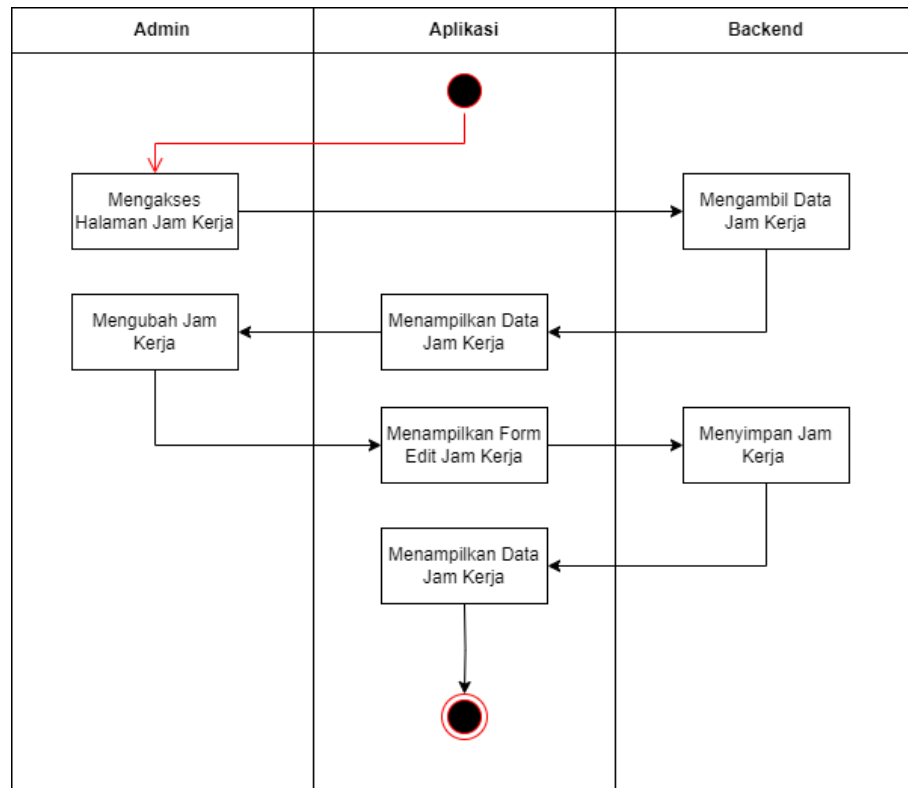 Admin
Aplikasi
Backend
Mengakses
Halaman Jam Kerja
Mengambil Data
Jam Kerja
Mengubah Jam
Kerja
Menampilkan Data
Jam Kerja
Menampilkan Form
Edit Jam Kerja
Menyimpan Jam
Kerja
Menampilkan Data
Jam Kerja